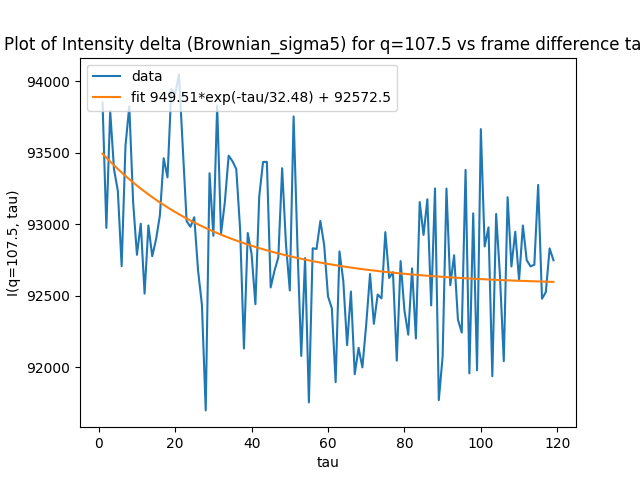 Plot of Intensity delta (Brownian_sigma5) for q=107.5 vs frame difference ta
data
fit 949.51*exp(-tau/32.48) + 92572.5
94000
93500
93000
92500
92000
I(q=107.5, tau)
0
20
40
60
80
100
120
tau